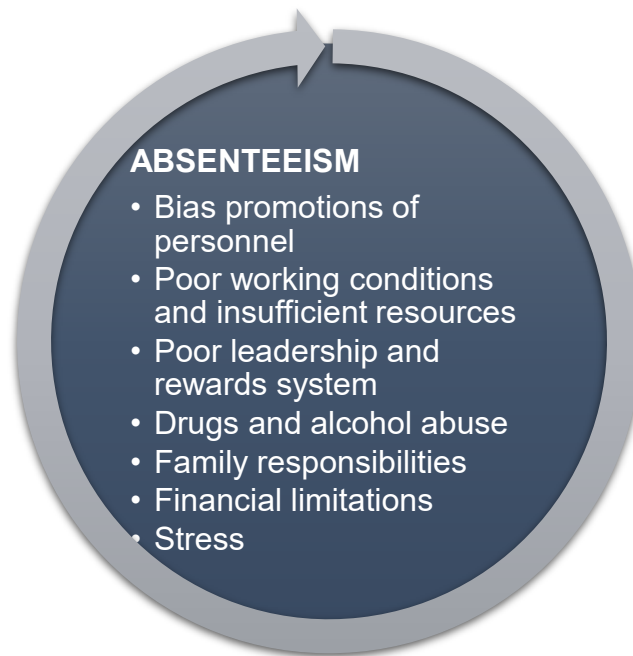 ABSENTEEISM
• Bias promotions of
personnel
• Poor working conditions
and insufficient resources
• Poor leadership and
rewards system
• Drugs and alcohol abuse
• Family responsibilities
• Financial limitations
• Stress